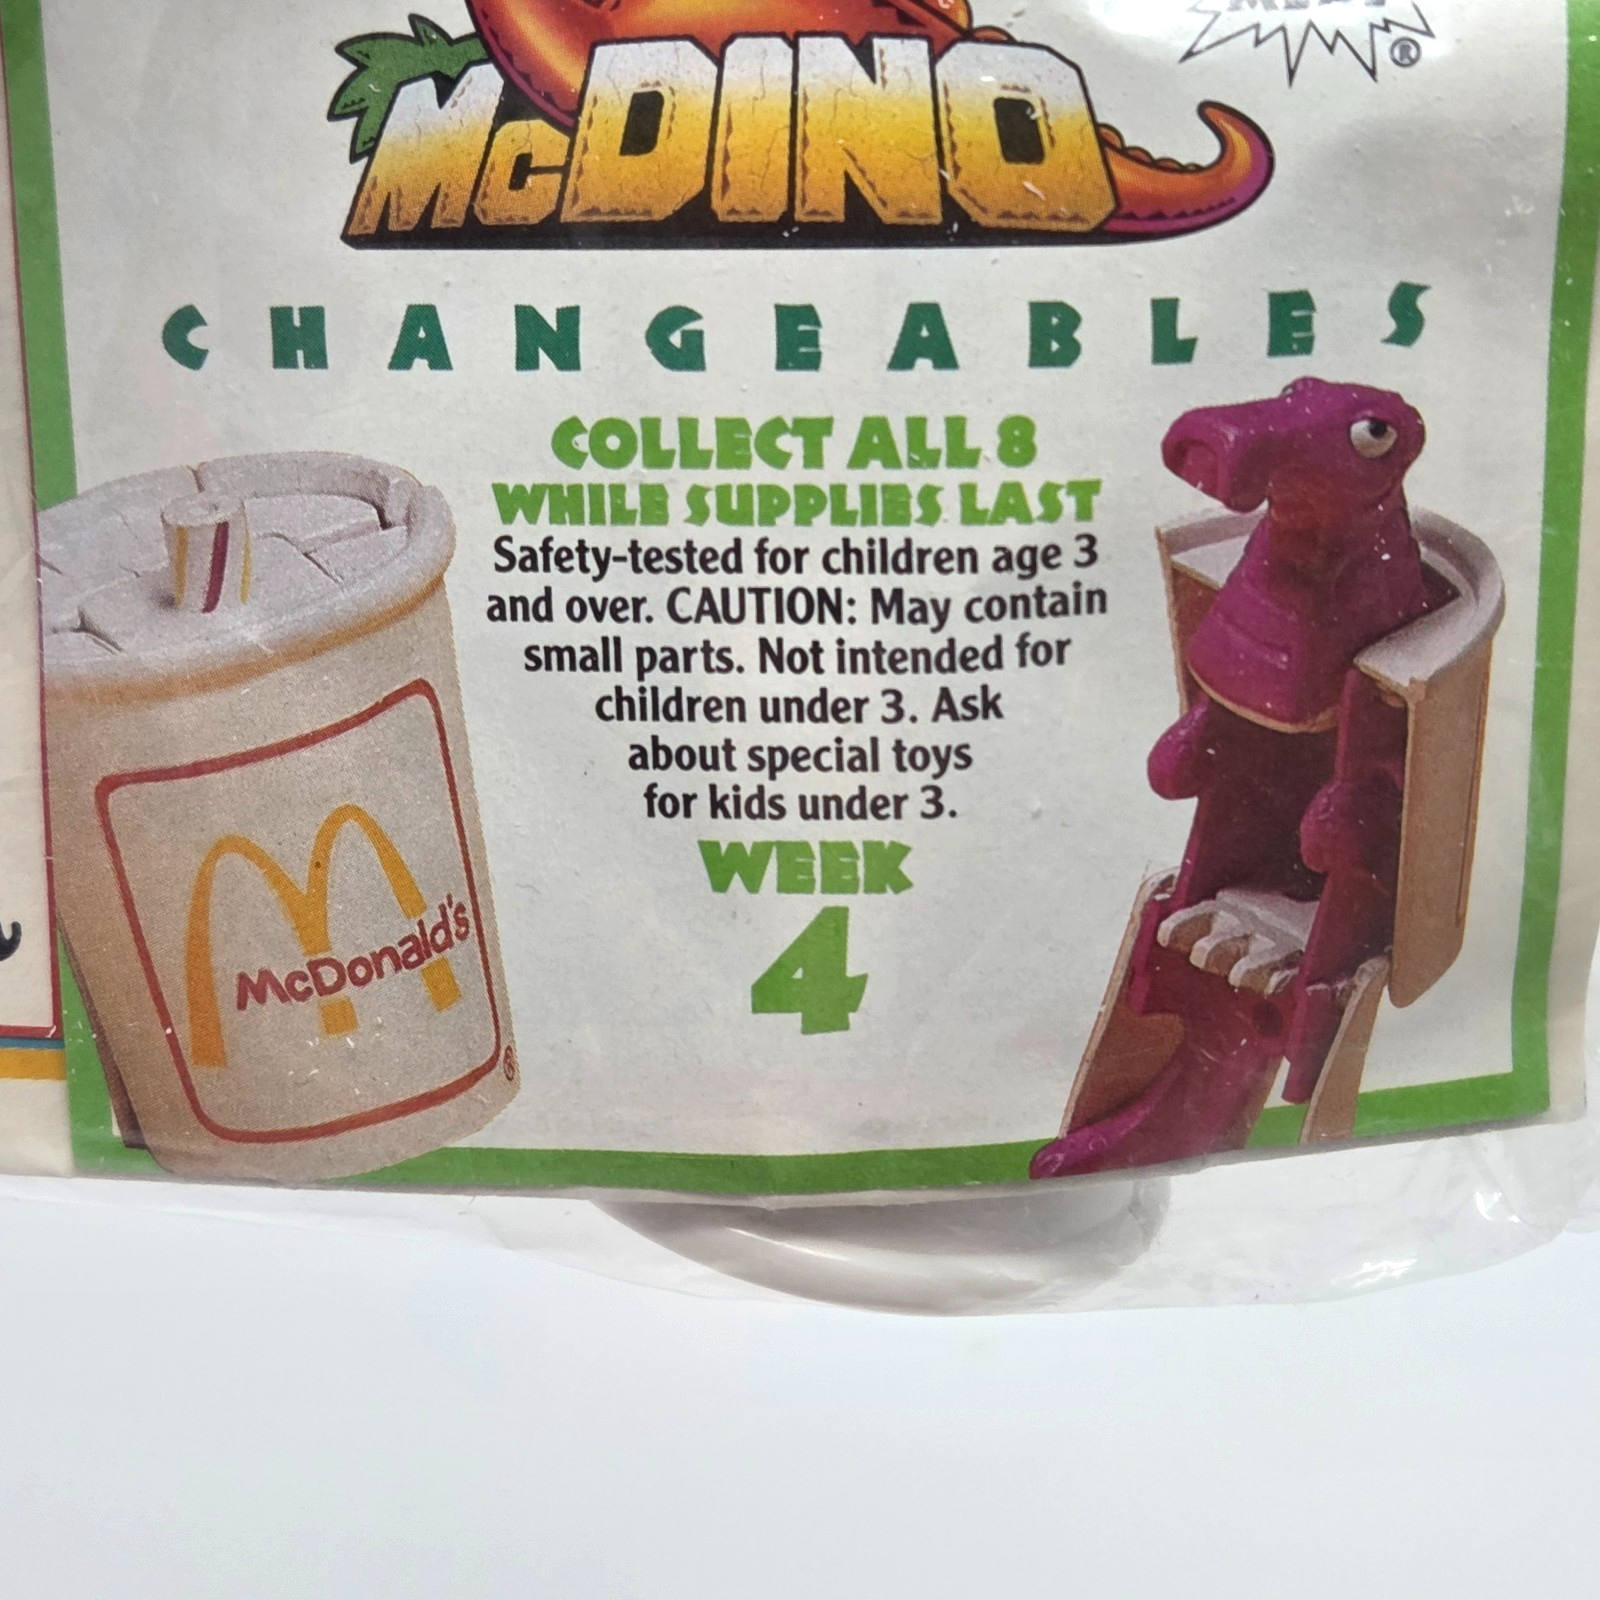 McDINO
®
CHANGEABLES
COLLECT ALL 8
WHILE SUPPLIES LAST
Safety-tested for children age 3
and over. CAUTION: May contain
small parts. Not intended for
children under 3. Ask
about special toys
for kids under 3.
WEEK
4
McDonald's
®